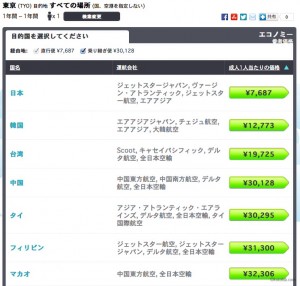 東京 (TYO) 目的地 すべての場所 (国、空港を指定しない)
1年間 - 1年間 x 1 検索変更
共有 0
目的国を選択してください エコノミー
経由地: 直行便 ¥7,687 乗り継ぎ便 ¥30,128
国名 運航会社 成人1人当たりの価格
日本 ジェットスタージャパン, ヴァージン・アトランティック, ジェットスター航空, エアアジア ¥7,687
韓国 エアアジアジャパン, チェジュ航空, エアアジア, 大韓航空 ¥12,773
台湾 Scoot, キャセイパシフィック, デルタ航空, 全日本空輸 ¥19,725
中国 中国東方航空, 中国南方航空, デルタ航空, 全日本空輸 ¥30,128
タイ アジア・アトランティック・エアラインズ, デルタ航空, 全日本空輸, タイ国際航空 ¥30,295
フィリピン ジェットスター航空, ジェットスタージャパン, デルタ航空, 全日本空輸 ¥31,300
マカオ 中国東方航空, 全日本空輸 ¥32,306